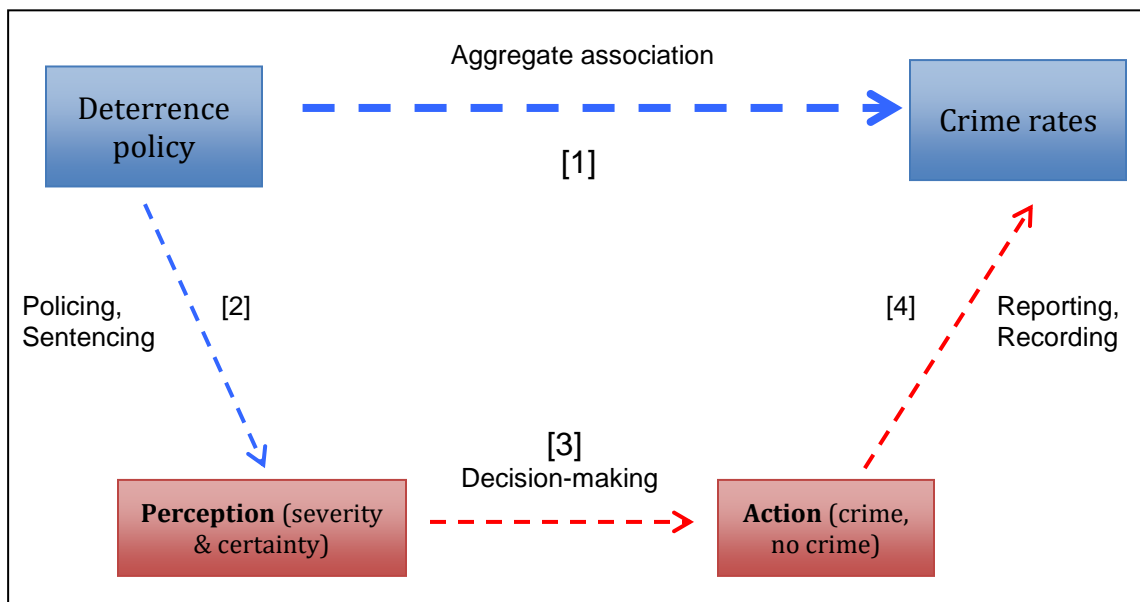 Aggregate association
Deterrence
policy
Crime rates
[1]
Policing,
Sentencing
[2]
[4]
Reporting,
Recording
[3]
Decision-making
Perception (severity
& certainty)
Action (crime,
no crime)